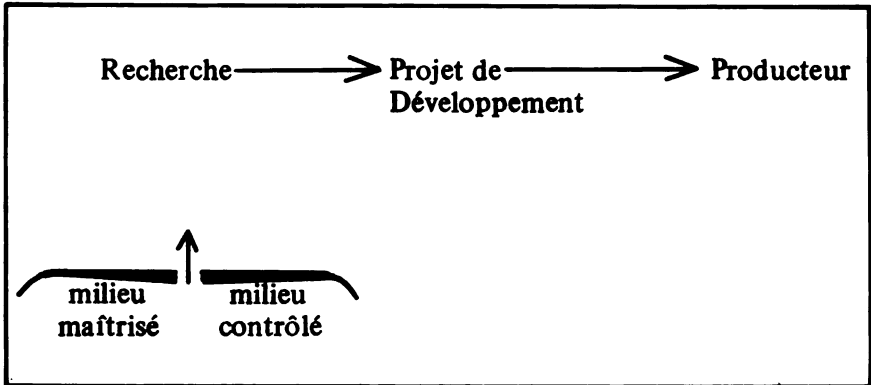 Recherche Projet de Producteur
Développement
milieu milieu
maîtrisé contrôlé